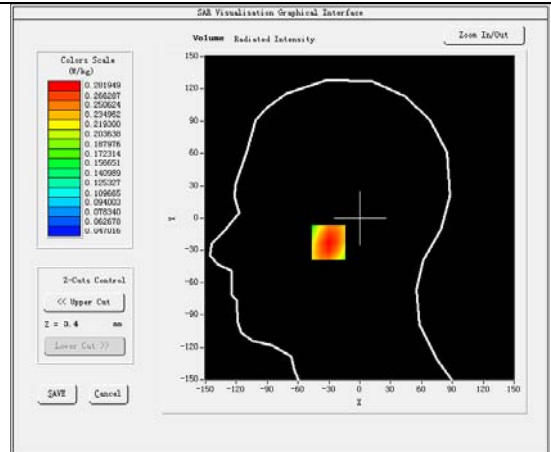 SAR Visualisation Graphical Interface
Volume Radiated Intensity
Zoom In/Out
Colors Scale
(W/kg)
0.281949
0.266287
0.250624
0.234962
0.219300
0.203638
0.187976
0.172314
0.156651
0.140989
0.125327
0.109665
0.094003
0.078340
0.062678
0.047016
Z-Cuts Control
<< Upper Cut
Z = 3.4 mm
Lower Cut >>
SAVE Cancel
150
120
90
60
30
0
-30
-60
-90
-120
-150
Y
-150 -120 -90 -60 -30 0 30 60 90 120 150
X